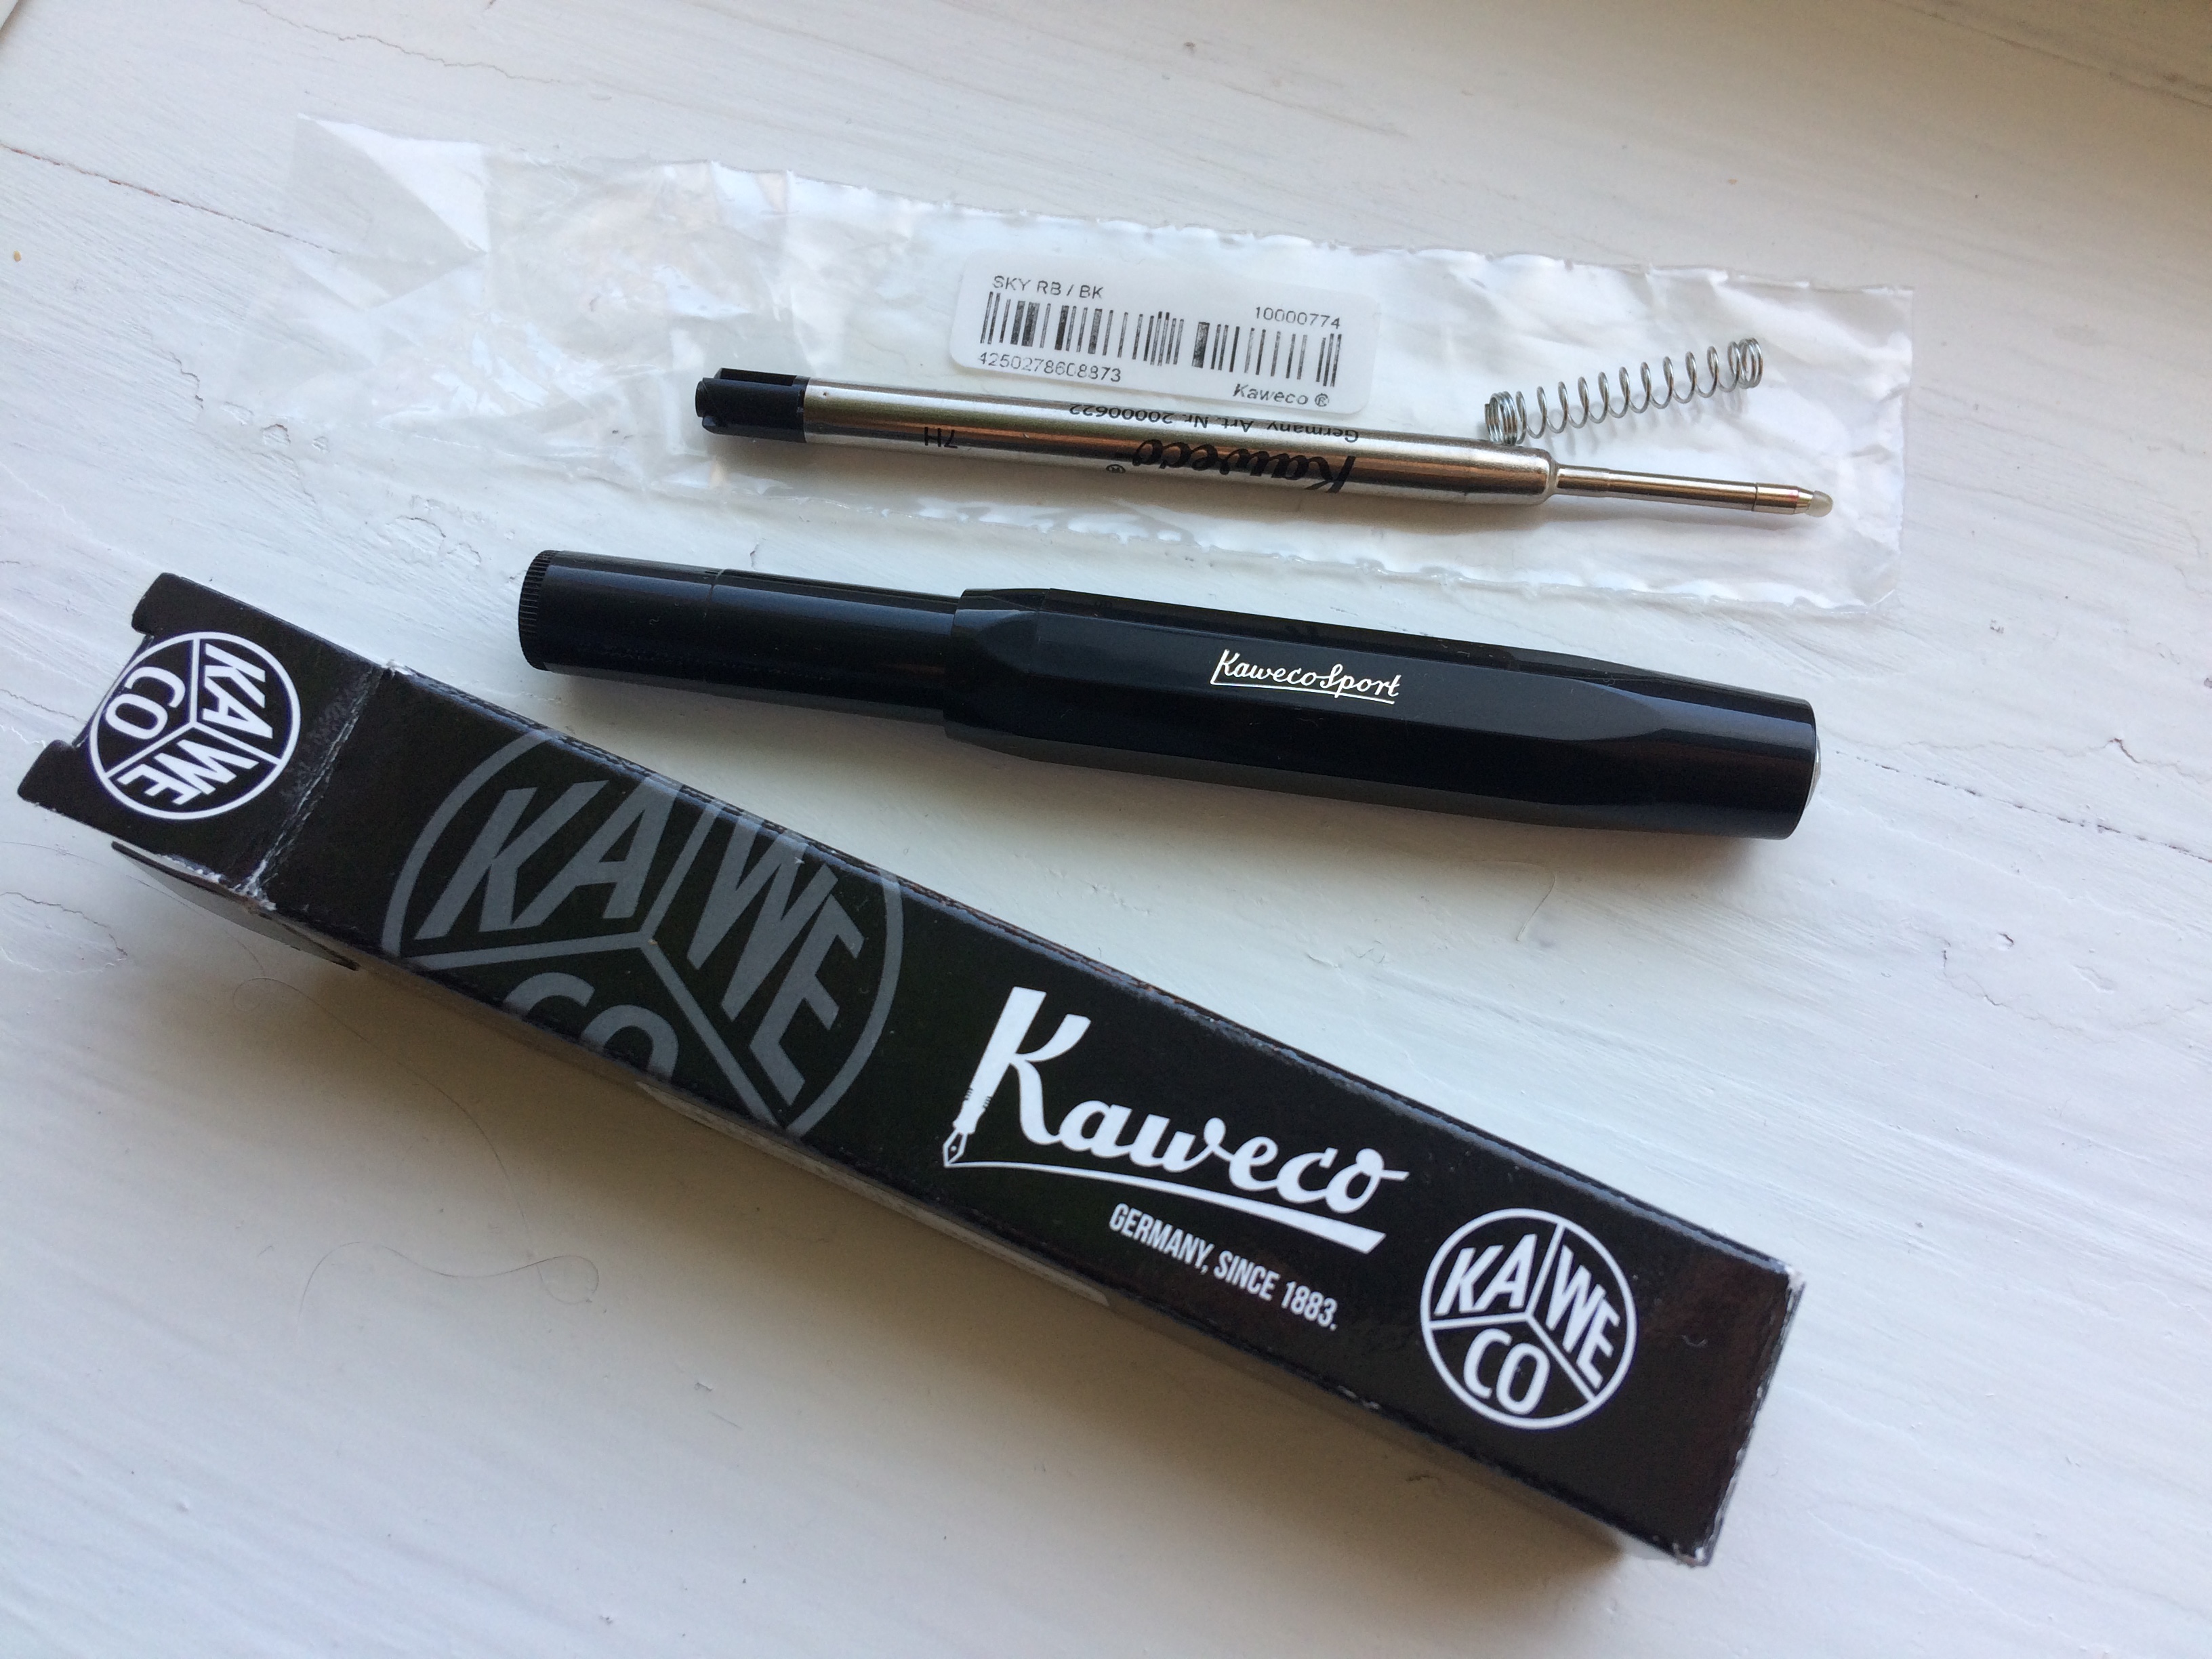 SKY RB / BK
10000774
4250278608873
Kaweco ®
Germany Art. Nr. 20000622
Kaweco ®
7H
KawecoSport
KA WE CO
KA WE CO
Kaweco
GERMANY, SINCE 1883.
KA WE CO